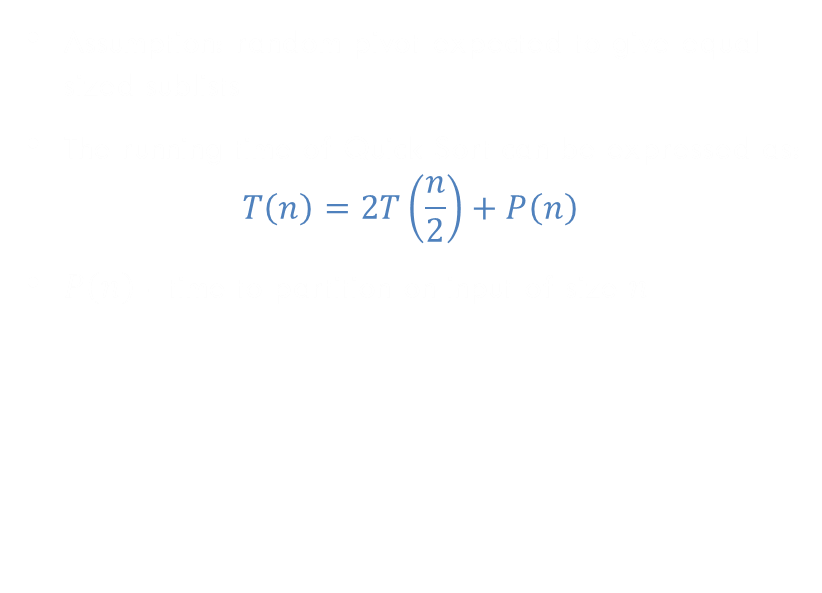 T(n) = 2T(n/2) + P(n)